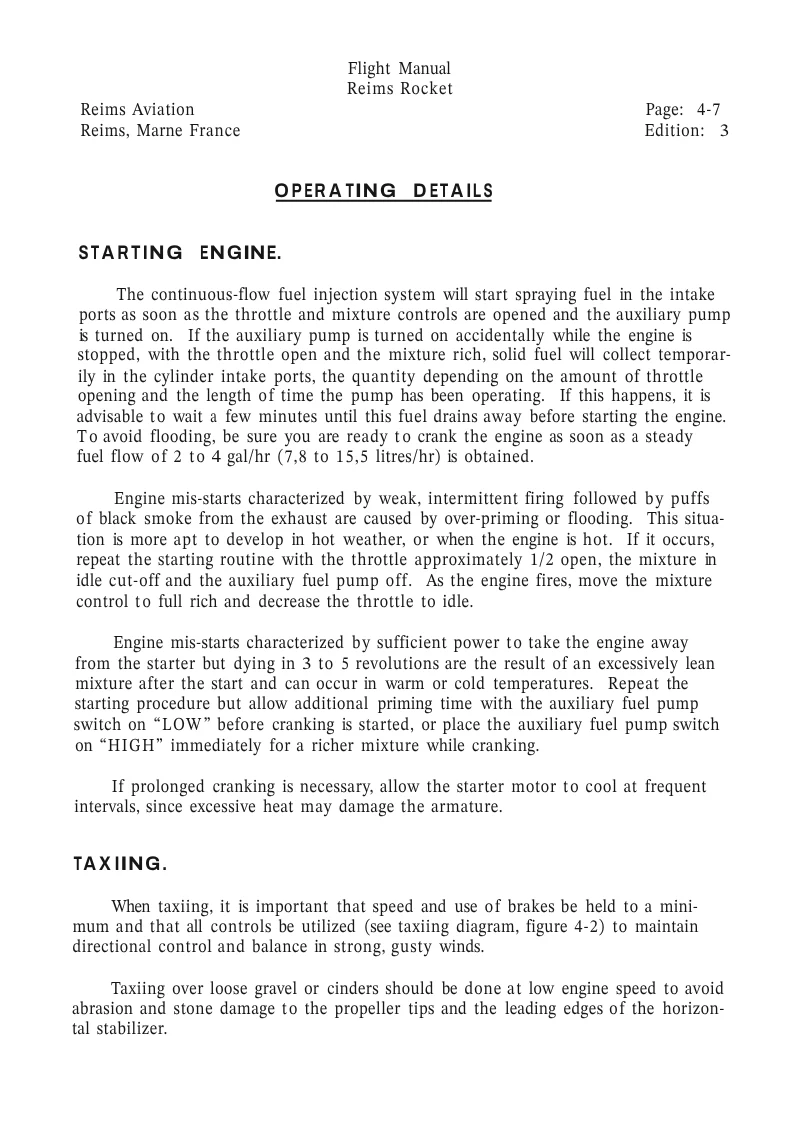 Flight Manual
Reims Rocket
Reims Aviation Page: 4-7
Reims, Marne France Edition: 3
OPERATING DETAILS
STARTING ENGINE.
The continuous-flow fuel injection system will start spraying fuel in the intake
ports as soon as the throttle and mixture controls are opened and the auxiliary pump
is turned on. If the auxiliary pump is turned on accidentally while the engine is
stopped, with the throttle open and the mixture rich, solid fuel will collect temporar-
ily in the cylinder intake ports, the quantity depending on the amount of throttle
opening and the length of time the pump has been operating. If this happens, it is
advisable to wait a few minutes until this fuel drains away before starting the engine.
To avoid flooding, be sure you are ready to crank the engine as soon as a steady
fuel flow of 2 to 4 gal/hr (7,8 to 15,5 litres/hr) is obtained.
Engine mis-starts characterized by weak, intermittent firing followed by puffs
of black smoke from the exhaust are caused by over-priming or flooding. This situa-
tion is more apt to develop in hot weather, or when the engine is hot. If it occurs,
repeat the starting routine with the throttle approximately 1/2 open, the mixture in
idle cut-off and the auxiliary fuel pump off. As the engine fires, move the mixture
control to full rich and decrease the throttle to idle.
Engine mis-starts characterized by sufficient power to take the engine away
from the starter but dying in 3 to 5 revolutions are the result of an excessively lean
mixture after the start and can occur in warm or cold temperatures. Repeat the
starting procedure but allow additional priming time with the auxiliary fuel pump
switch on “LOW” before cranking is started, or place the auxiliary fuel pump switch
on “HIGH” immediately for a richer mixture while cranking.
If prolonged cranking is necessary, allow the starter motor to cool at frequent
intervals, since excessive heat may damage the armature.
TAXIING.
When taxiing, it is important that speed and use of brakes be held to a mini-
mum and that all controls be utilized (see taxiing diagram, figure 4-2) to maintain
directional control and balance in strong, gusty winds.
Taxiing over loose gravel or cinders should be done at low engine speed to avoid
abrasion and stone damage to the propeller tips and the leading edges of the horizon-
tal stabilizer.